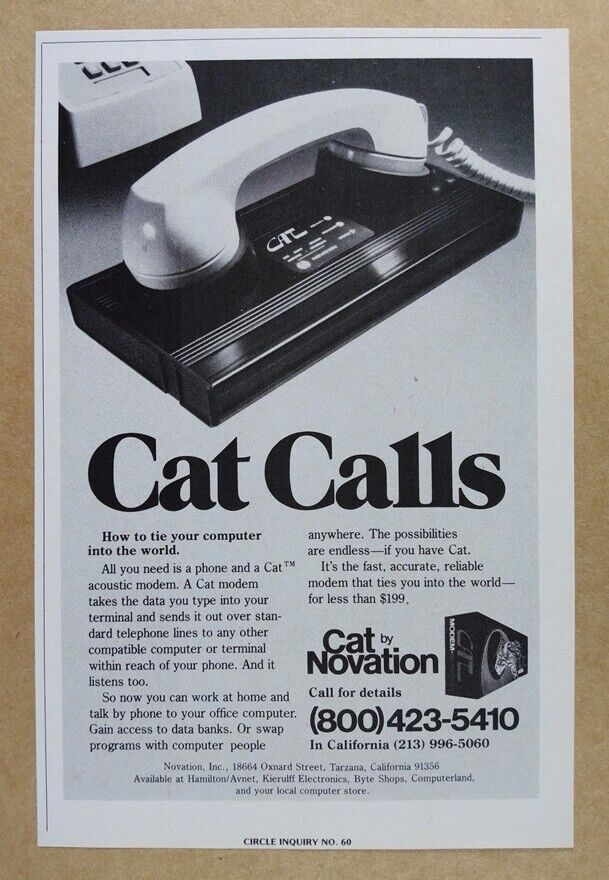 CAT
Cat Calls
How to tie your computer
into the world.
All you need is a phone and a Cat™
acoustic modem. A Cat modem
takes the data you type into your
terminal and sends it out over stan-
dard telephone lines to any other
compatible computer or terminal
within reach of your phone. And it
listens too.
So now you can work at home and
talk by phone to your office computer.
Gain access to data banks. Or swap
programs with computer people
anywhere. The possibilities
are endless—if you have Cat.
It's the fast, accurate, reliable
modem that ties you into the world—
for less than $199.
Cat by
Novation
MODEM
CAT
Call for details
(800) 423-5410
In California (213) 996-5060
Novation, Inc., 18664 Oxnard Street, Tarzana, California 91356
Available at Hamilton/Avnet, Kierulff Electronics, Byte Shops, Computerland,
and your local computer store.
CIRCLE INQUIRY NO. 60